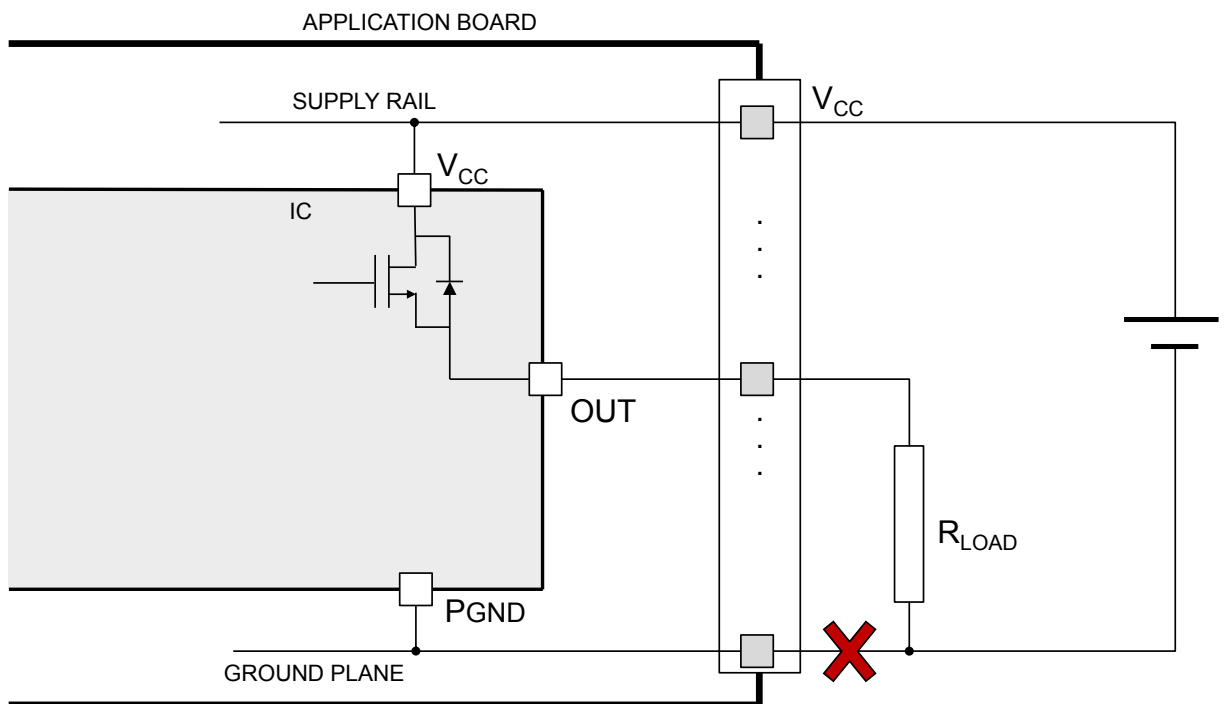 APPLICATION BOARD
SUPPLY RAIL
VCC
VCC
IC
OUT
RLOAD
PGND
GROUND PLANE